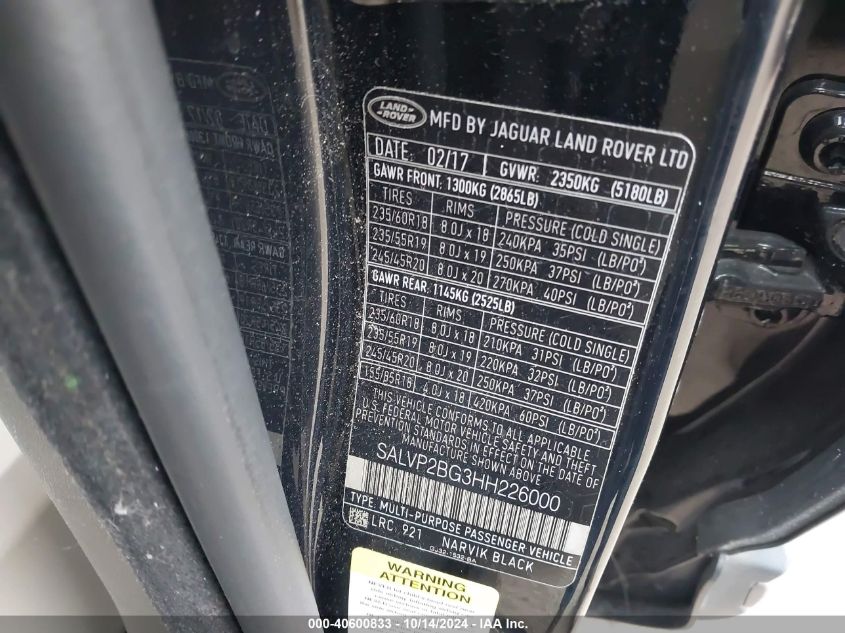 LAND ROVER MFD BY JAGUAR LAND ROVER LTD
DATE: 02/17 GVWR: 2350KG (5180LB)
GAWR FRONT: 1300KG (2865LB)
TIRES RIMS PRESSURE (COLD SINGLE)
235/60R18 8.0J x 18 240KPA 35PSI (LB/PO²)
235/55R19 8.0J x 19 250KPA 37PSI (LB/PO²)
245/45R20 8.0J x 20 270KPA 40PSI (LB/PO²)
GAWR REAR: 1145KG (2525LB)
TIRES RIMS PRESSURE (COLD SINGLE)
235/60R18 8.0J x 18 210KPA 31PSI (LB/PO²)
235/55R19 8.0J x 19 220KPA 32PSI (LB/PO²)
245/45R20 8.0J x 20 250KPA 37PSI (LB/PO²)
155/85R18 4.0J x 18 420KPA 60PSI (LB/PO²)
THIS VEHICLE CONFORMS TO ALL APPLICABLE
U.S. FEDERAL MOTOR VEHICLE SAFETY AND THEFT
PREVENTION STANDARDS IN EFFECT ON THE DATE OF
MANUFACTURE SHOWN ABOVE
SALVP2BG3HH226000
TYPE: MULTI-PURPOSE PASSENGER VEHICLE
LRC: 921 NARVIK BLACK
WARNING
ATTENTION
000-40600833 - 10/14/2024 - IAAI.com